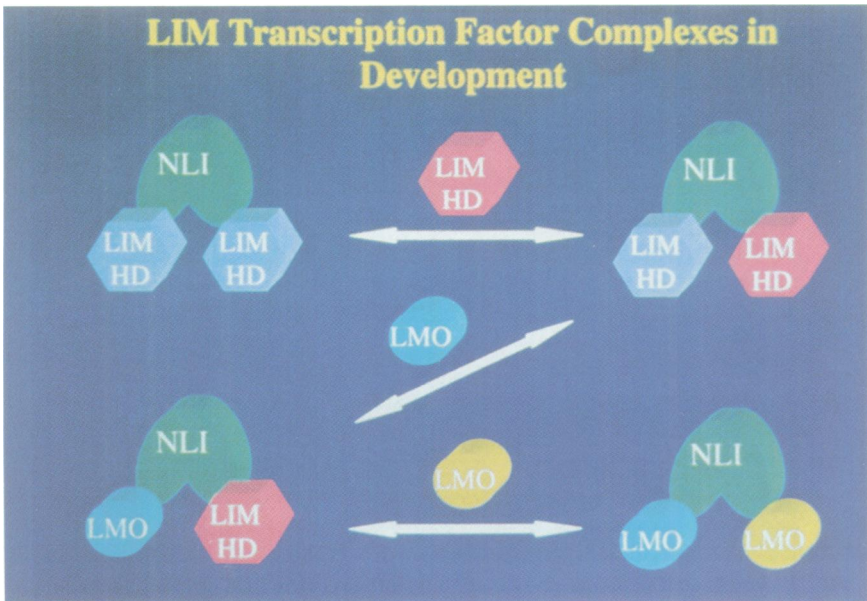 LIM Transcription Factor Complexes in
Development
NLI
LIM
HD
LIM
HD
LIM
HD
NLI
LIM
HD
LIM
HD
LMO
NLI
LMO
LIM
HD
LMO
NLI
LMO
LMO